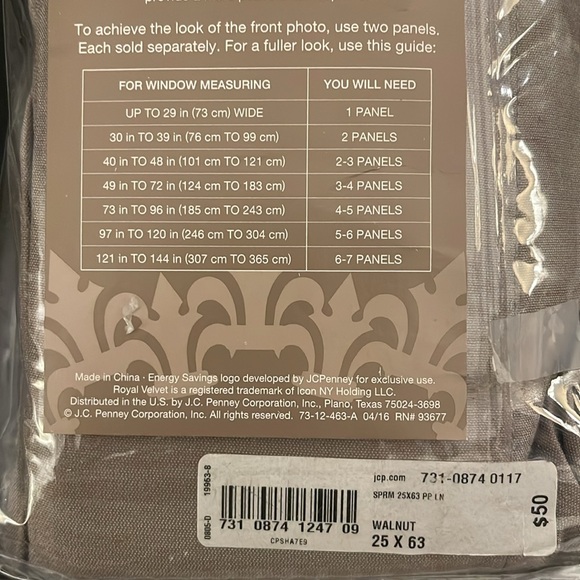 To achieve the look of the front photo, use two panels.
Each sold separately. For a fuller look, use this guide:
FOR WINDOW MEASURING YOU WILL NEED
UP TO 29 in (73 cm) WIDE 1 PANEL
30 in TO 39 in (76 cm TO 99 cm) 2 PANELS
40 in TO 48 in (101 cm TO 121 cm) 2-3 PANELS
49 in TO 72 in (124 cm TO 183 cm) 3-4 PANELS
73 in TO 96 in (185 cm TO 243 cm) 4-5 PANELS
97 in TO 120 in (246 cm TO 304 cm) 5-6 PANELS
121 in TO 144 in (307 cm TO 365 cm) 6-7 PANELS
Made in China · Energy Savings logo developed by JCPenney for exclusive use.
Royal Velvet is a registered trademark of Icon NY Holding LLC.
Distributed in the U.S. by J.C. Penney Corporation, Inc., Plano, Texas 75024-3698
© J.C. Penney Corporation, Inc. All rights reserved. 73-12-463-A 04/16 RN# 93677
0805-D 19963-8
731 0874 1247 09
CPSHA7E9
jcp.com 731-0874 0117
SPRM 25X63 PP LN
WALNUT
25 X 63
$50